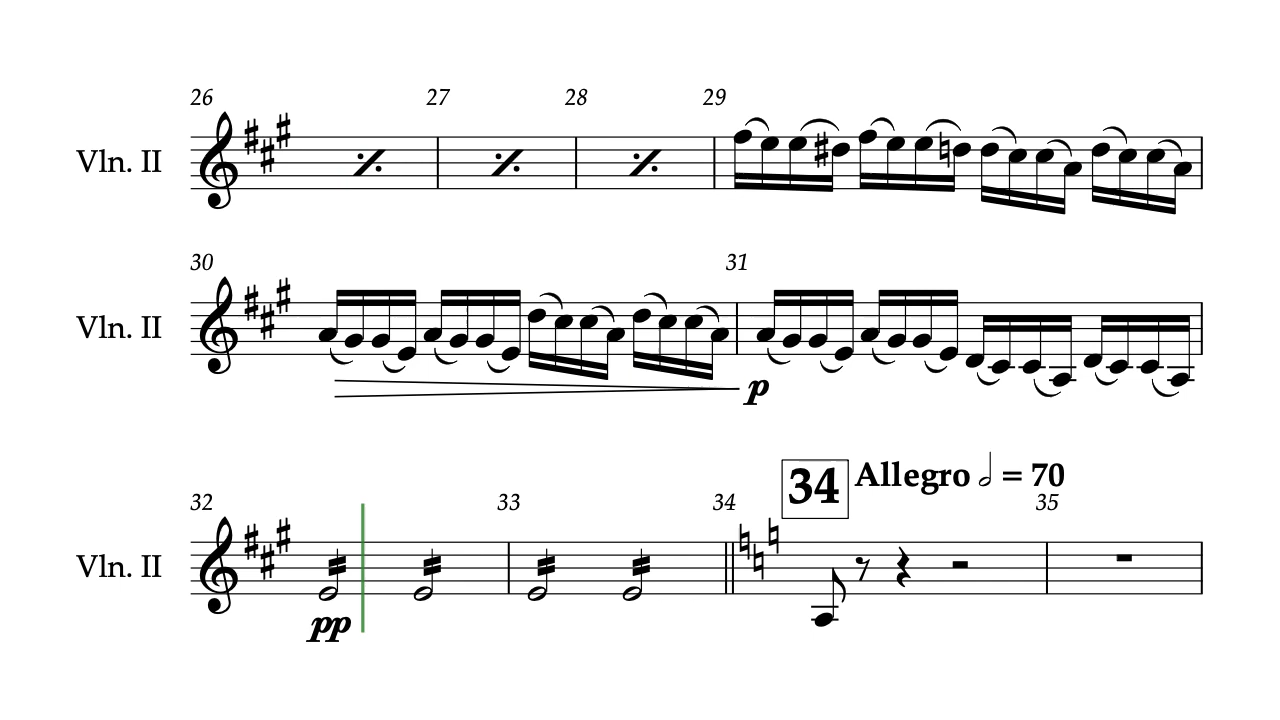 26 27 28 29
Vln. II
30 31
Vln. II
p
34 Allegro 𝅗𝅥 = 70
32 33 34 35
Vln. II
pp